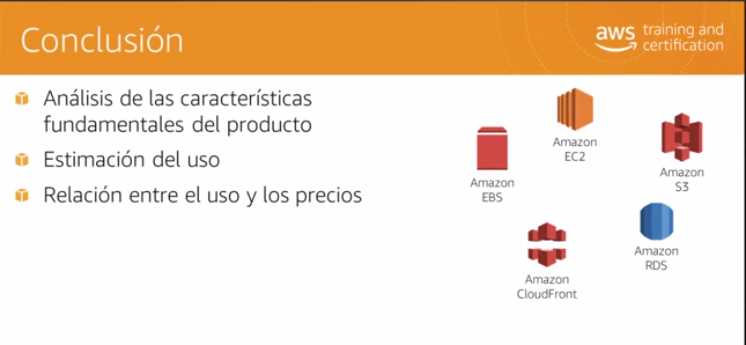 Conclusión
aws training and
certification
Análisis de las características
fundamentales del producto
Estimación del uso
Relación entre el uso y los precios
Amazon
EC2
Amazon
S3
Amazon
EBS
Amazon
RDS
Amazon
CloudFront